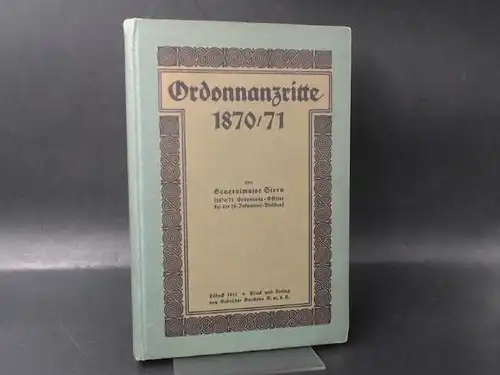 Ordonnanzritte
1870/71
von
Generalmajor Stern
(1870/71 Ordonnanz-Offizier
bei der 18. Infanterie-Division)
Lübeck 1911 * Druck und Verlag
von Gebrüder Borchers G. m. b. H.